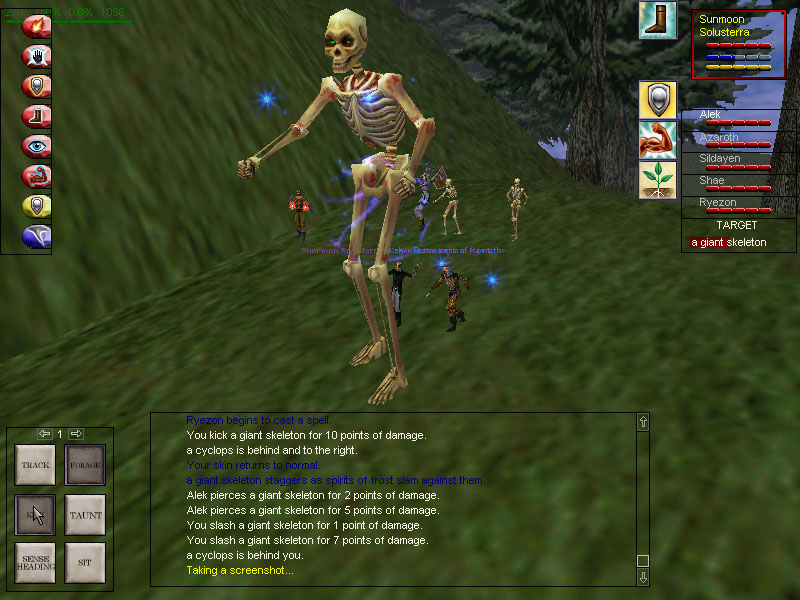 Sunmoon
Solusterra
Alek
Azaroth
Sildayen
Shae
Ryezon
TARGET
a giant skeleton
1
TRACK
FORAGE
TAUNT
SENSE
HEADING
SIT
Ryezon begins to cast a spell.
You kick a giant skeleton for 10 points of damage.
a cyclops is behind and to the right.
Your skin returns to normal.
a giant skeleton staggers as spirits of frost slam against them.
Alek pierces a giant skeleton for 2 points of damage.
Alek pierces a giant skeleton for 5 points of damage.
You slash a giant skeleton for 1 point of damage.
You slash a giant skeleton for 7 points of damage.
a cyclops is behind you.
Taking a screenshot...